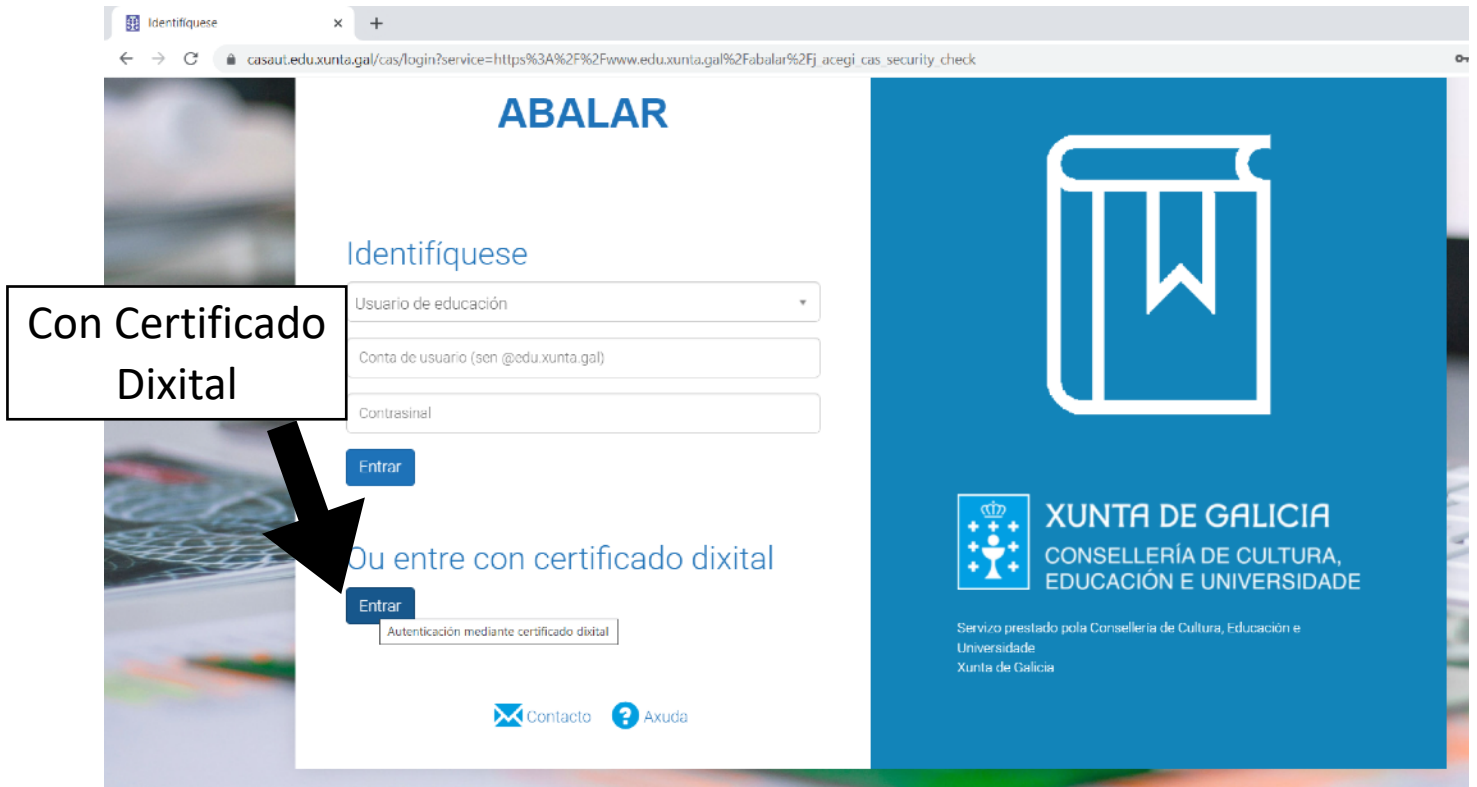 Identifíquese
casaut.edu.xunta.gal/cas/login?service=https%3A%2F%2Fwww.edu.xunta.gal%2Fabalar%2Fj_acegi_cas_security_check
ABALAR
Identifíquese
Usuario de educación
Con Certificado
Dixital
Conta de usuario (sen @edu.xunta.gal)
Contrasinal
Entrar
Ou entre con certificado dixital
Entrar
Autenticación mediante certificado dixital
Contacto
Axuda
XUNTA DE GALICIA
CONSELLERÍA DE CULTURA,
EDUCACIÓN E UNIVERSIDADE
Servizo prestado pola Consellería de Cultura, Educación e
Universidade
Xunta de Galicia